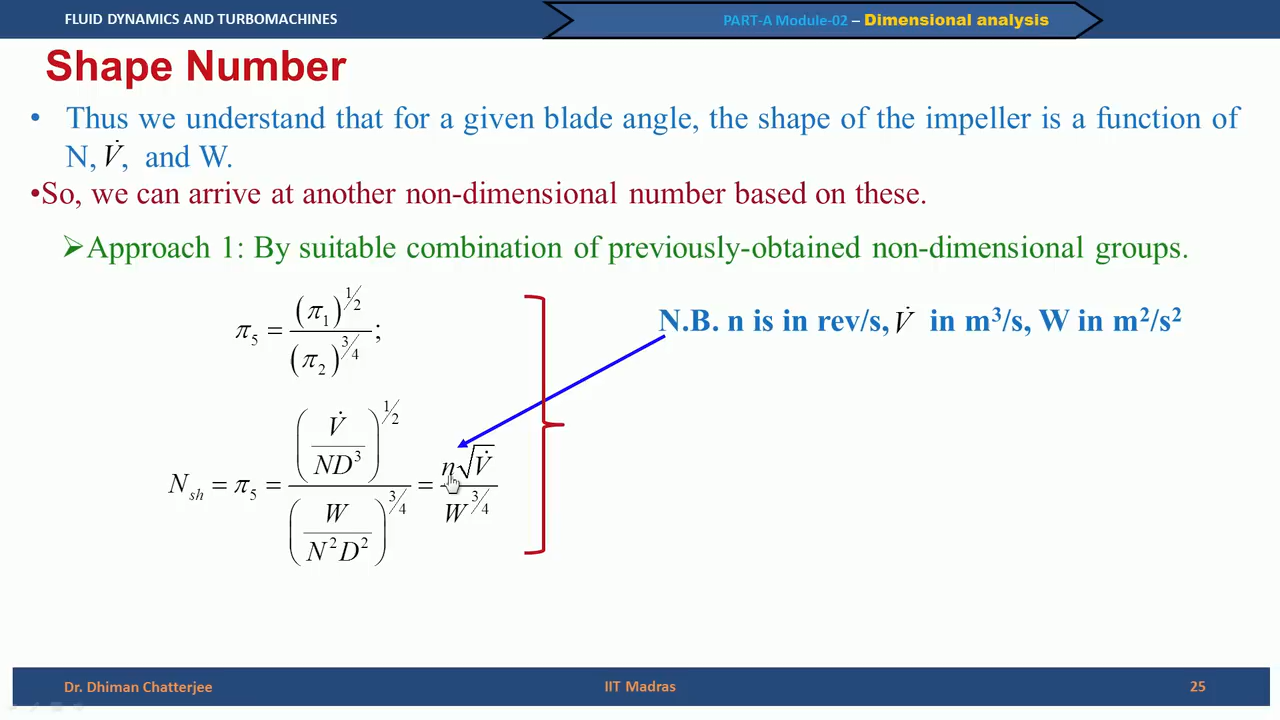 FLUID DYNAMICS AND TURBOMACHINES
PART-A Module-02 – Dimensional analysis
Shape Number
• Thus we understand that for a given blade angle, the shape of the impeller is a function of
N, V̇, and W.
•So, we can arrive at another non-dimensional number based on these.
➢Approach 1: By suitable combination of previously-obtained non-dimensional groups.
π₅ = (π₁)^(1/2) / (π₂)^(3/4) ;
N.B. n is in rev/s, V̇ in m³/s, W in m²/s²
N_sh = π₅ = (V̇ / ND³)^(1/2) / (W / N²D²)^(3/4) = n√V̇ / W^(3/4)
Dr. Dhiman Chatterjee
IIT Madras
25